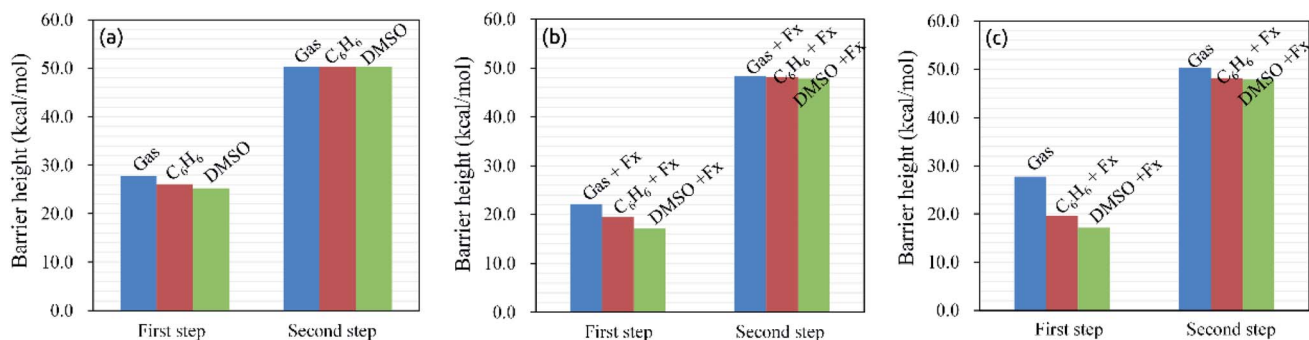 (a)
Barrier height (kcal/mol)
60.0
50.0
40.0
30.0
20.0
10.0
0.0
Gas
C₆H₆
DMSO
Gas
C₆H₆
DMSO
First step
Second step
(b)
Barrier height (kcal/mol)
60.0
50.0
40.0
30.0
20.0
10.0
0.0
Gas + Fx
C₆H₆ + Fx
DMSO +Fx
Gas + Fx
C₆H₆ + Fx
DMSO +Fx
First step
Second step
(c)
Barrier height (kcal/mol)
60.0
50.0
40.0
30.0
20.0
10.0
0.0
Gas
C₆H₆ + Fx
DMSO +Fx
Gas
C₆H₆ + Fx
DMSO +Fx
First step
Second step